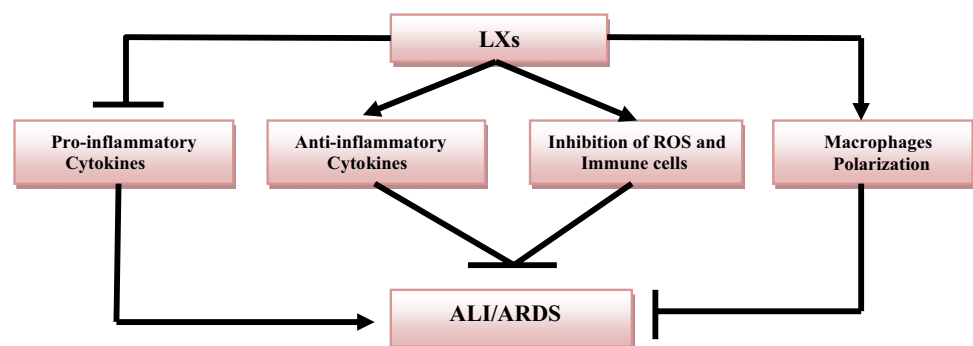 LXs
Pro-inflammatory
Cytokines
Anti-inflammatory
Cytokines
Inhibition of ROS and
Immune cells
Macrophages
Polarization
ALI/ARDS